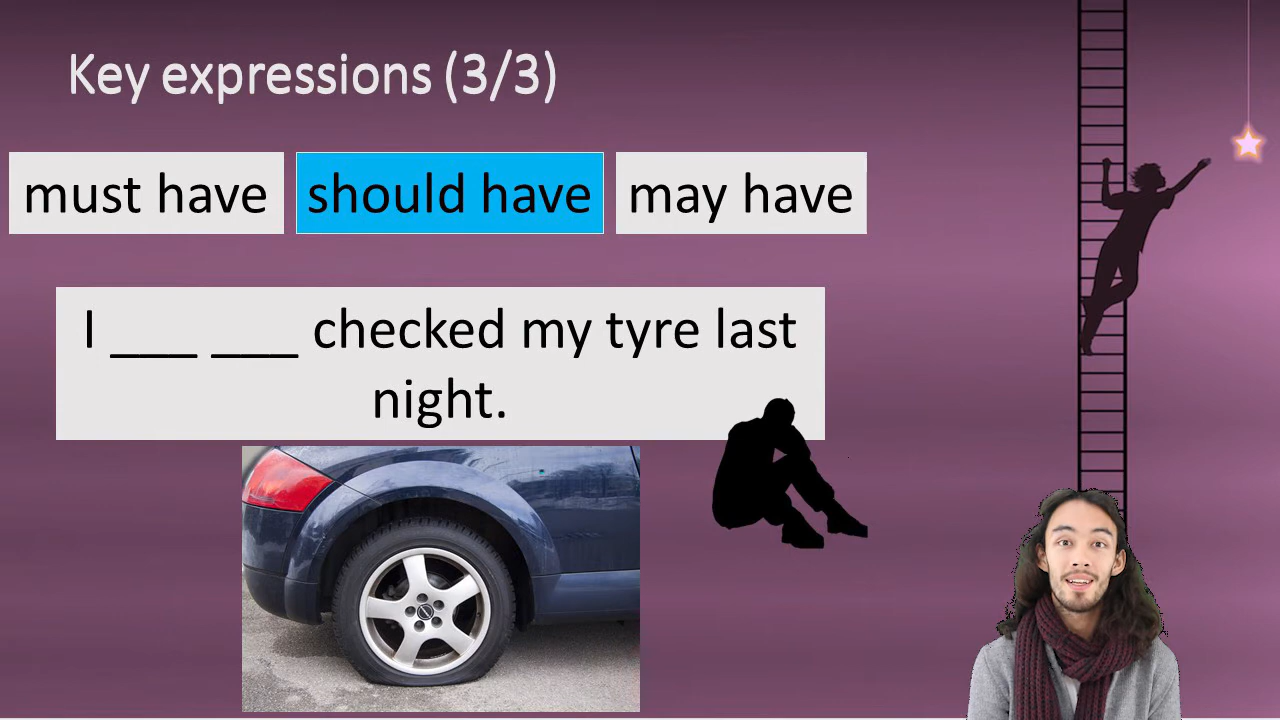 Key expressions (3/3)
must have should have may have
I ___ ___ checked my tyre last
night.